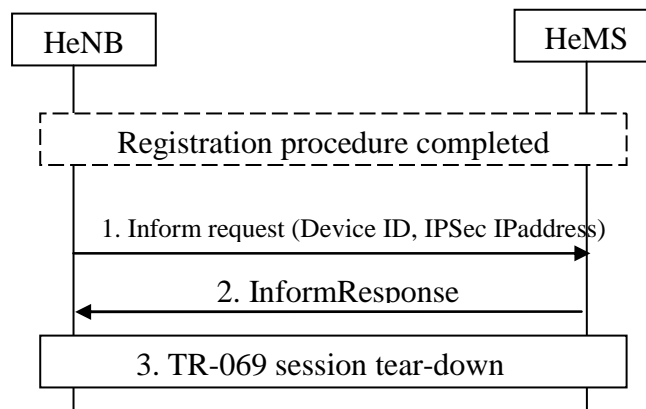 HeNB
HeMS
Registration procedure completed
1. Inform request (Device ID, IPSec IPaddress)
2. InformResponse
3. TR-069 session tear-down